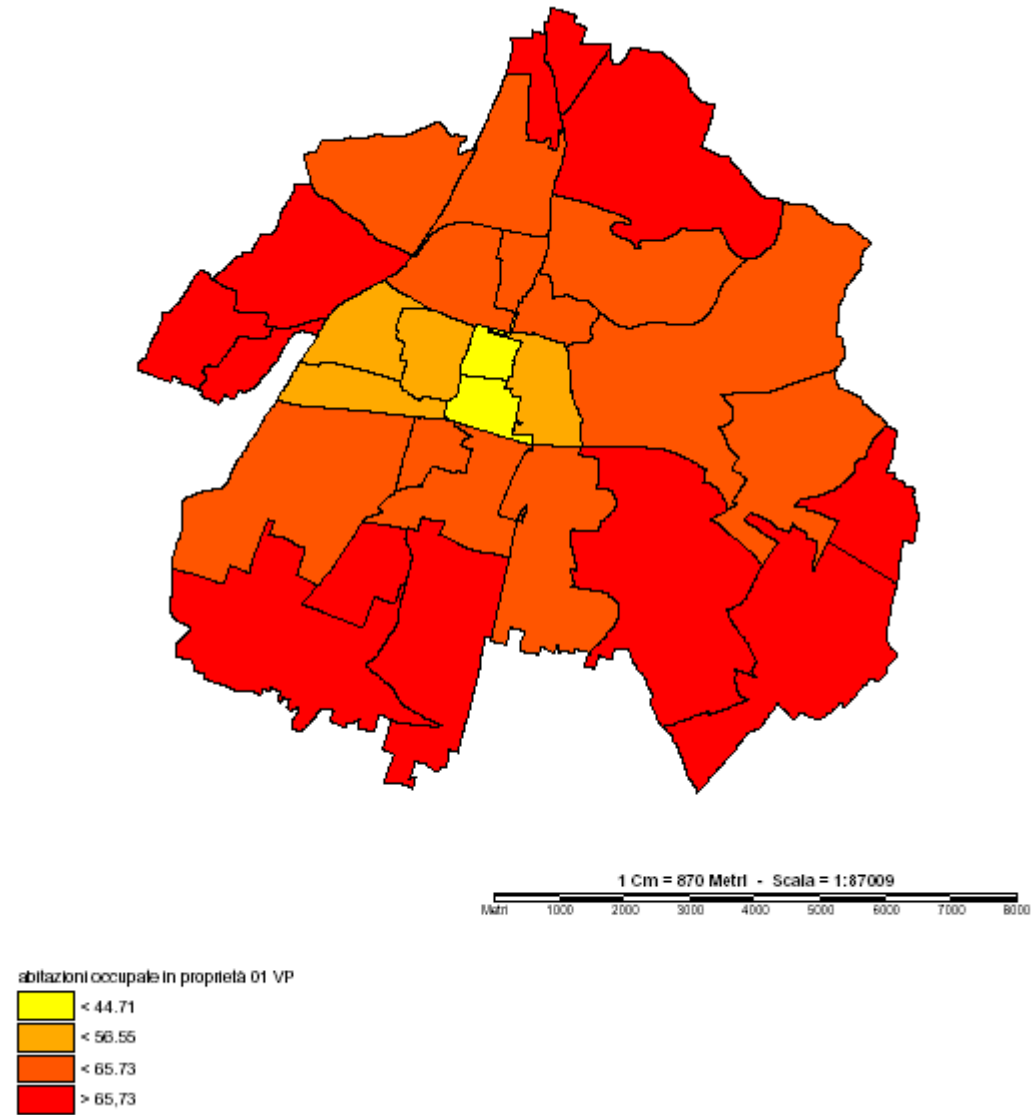 1 Cm = 870 Metri - Scala = 1:87009
Metri 1000 2000 3000 4000 5000 6000 7000 8000
abitazioni occupate in proprietà 01 VP
< 44.71
< 56.55
< 65.73
> 65,73